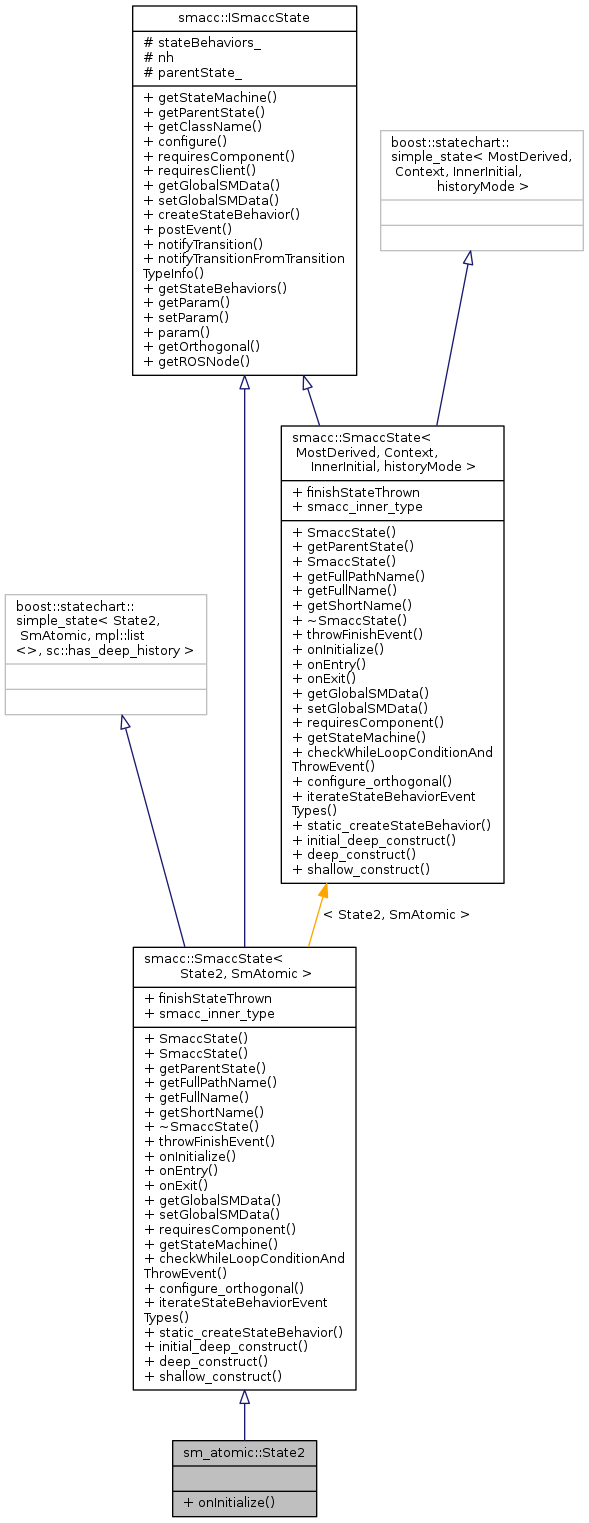 smacc::ISmaccState
# stateBehaviors_
# nh
# parentState_
+ getStateMachine()
+ getParentState()
+ getClassName()
+ configure()
+ requiresComponent()
+ requiresClient()
+ getGlobalSMData()
+ setGlobalSMData()
+ createStateBehavior()
+ postEvent()
+ notifyTransition()
+ notifyTransitionFromTransition
TypeInfo()
+ getStateBehaviors()
+ getParam()
+ setParam()
+ param()
+ getOrthogonal()
+ getROSNode()
boost::statechart::
simple_state< MostDerived,
Context, InnerInitial,
historyMode >
smacc::SmaccState<
MostDerived, Context,
InnerInitial, historyMode >
+ finishStateThrown
+ smacc_inner_type
+ SmaccState()
+ getParentState()
+ SmaccState()
+ getFullPathName()
+ getFullName()
+ getShortName()
+ ~SmaccState()
+ throwFinishEvent()
+ onInitialize()
+ onEntry()
+ onExit()
+ getGlobalSMData()
+ setGlobalSMData()
+ requiresComponent()
+ getStateMachine()
+ checkWhileLoopConditionAnd
ThrowEvent()
+ configure_orthogonal()
+ iterateStateBehaviorEvent
Types()
+ static_createStateBehavior()
+ initial_deep_construct()
+ deep_construct()
+ shallow_construct()
boost::statechart::
simple_state< State2,
SmAtomic, mpl::list
<>, sc::has_deep_history >
< State2, SmAtomic >
smacc::SmaccState<
State2, SmAtomic >
+ finishStateThrown
+ smacc_inner_type
+ SmaccState()
+ SmaccState()
+ getParentState()
+ getFullPathName()
+ getFullName()
+ getShortName()
+ ~SmaccState()
+ throwFinishEvent()
+ onInitialize()
+ onEntry()
+ onExit()
+ getGlobalSMData()
+ setGlobalSMData()
+ requiresComponent()
+ getStateMachine()
+ checkWhileLoopConditionAnd
ThrowEvent()
+ configure_orthogonal()
+ iterateStateBehaviorEvent
Types()
+ static_createStateBehavior()
+ initial_deep_construct()
+ deep_construct()
+ shallow_construct()
sm_atomic::State2
+ onInitialize()